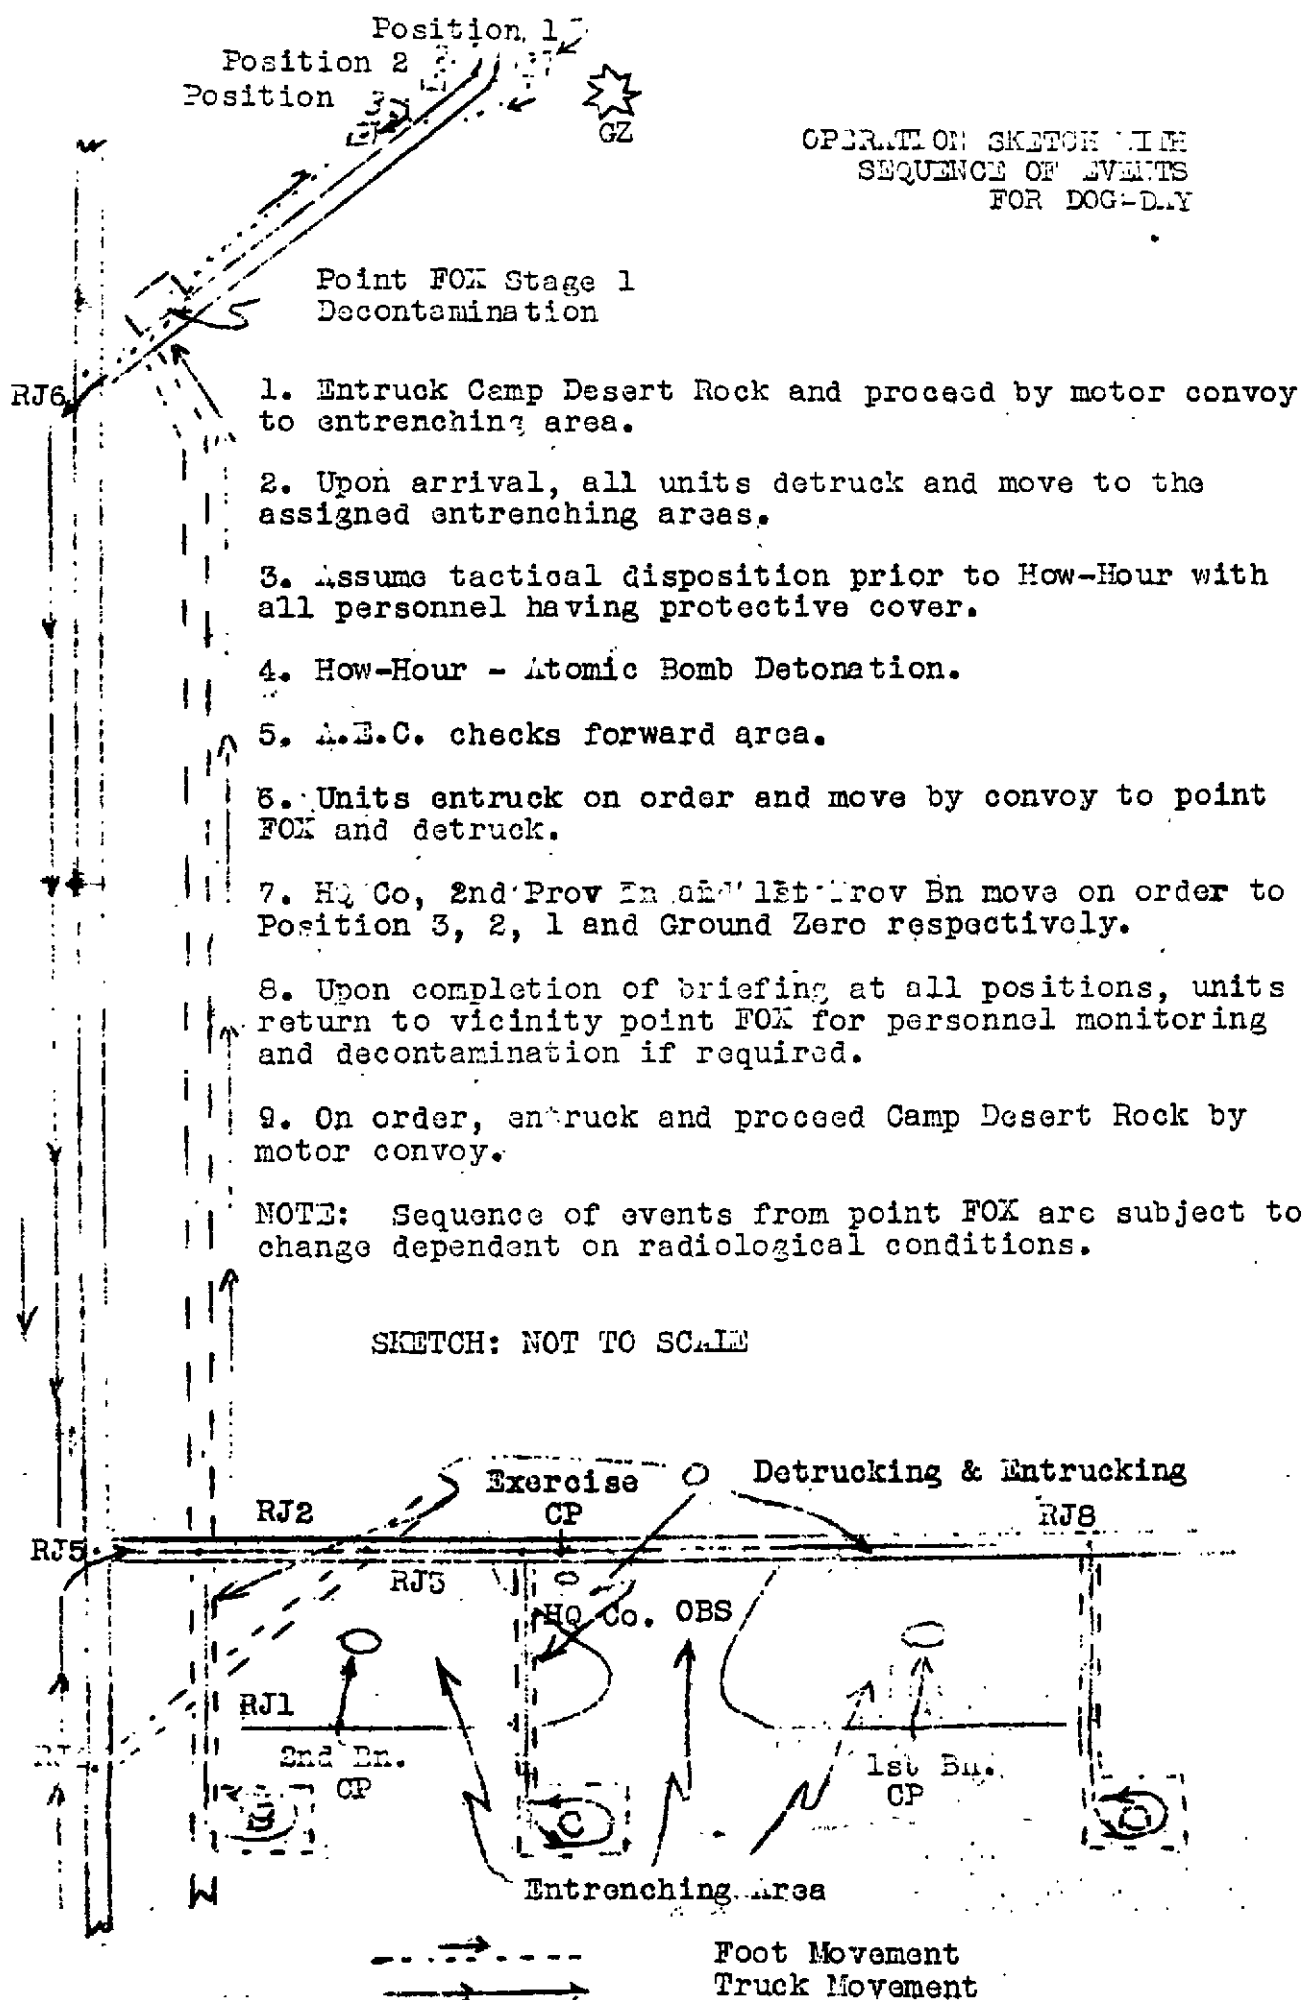 Position 1
Position 2
Position 3
GZ
OPERATION SKETCH WITH
SEQUENCE OF EVENTS
FOR DOG-DAY
Point FOX Stage 1
Decontamination
RJ6
1. Entruck Camp Desert Rock and proceed by motor convoy
to entrenching area.
2. Upon arrival, all units detruck and move to the
assigned entrenching areas.
3. Assume tactical disposition prior to How-Hour with
all personnel having protective cover.
4. How-Hour - Atomic Bomb Detonation.
5. A.E.C. checks forward area.
6. Units entruck on order and move by convoy to point
FOX and detruck.
7. HQ Co, 2nd Prov Bn and 1st Prov Bn move on order to
Position 3, 2, 1 and Ground Zero respectively.
8. Upon completion of briefing at all positions, units
return to vicinity point FOX for personnel monitoring
and decontamination if required.
9. On order, entruck and proceed Camp Desert Rock by
motor convoy.
NOTE: Sequence of events from point FOX are subject to
change dependent on radiological conditions.
SKETCH: NOT TO SCALE
Exercise
CP
Detrucking & Entrucking
RJ2
RJ8
RJ5
RJ3
HQ Co. OBS
RJ1
2nd Bn.
CP
1st Bn.
CP
RJ
B
C
D
Entrenching Area
Foot Movement
Truck Movement